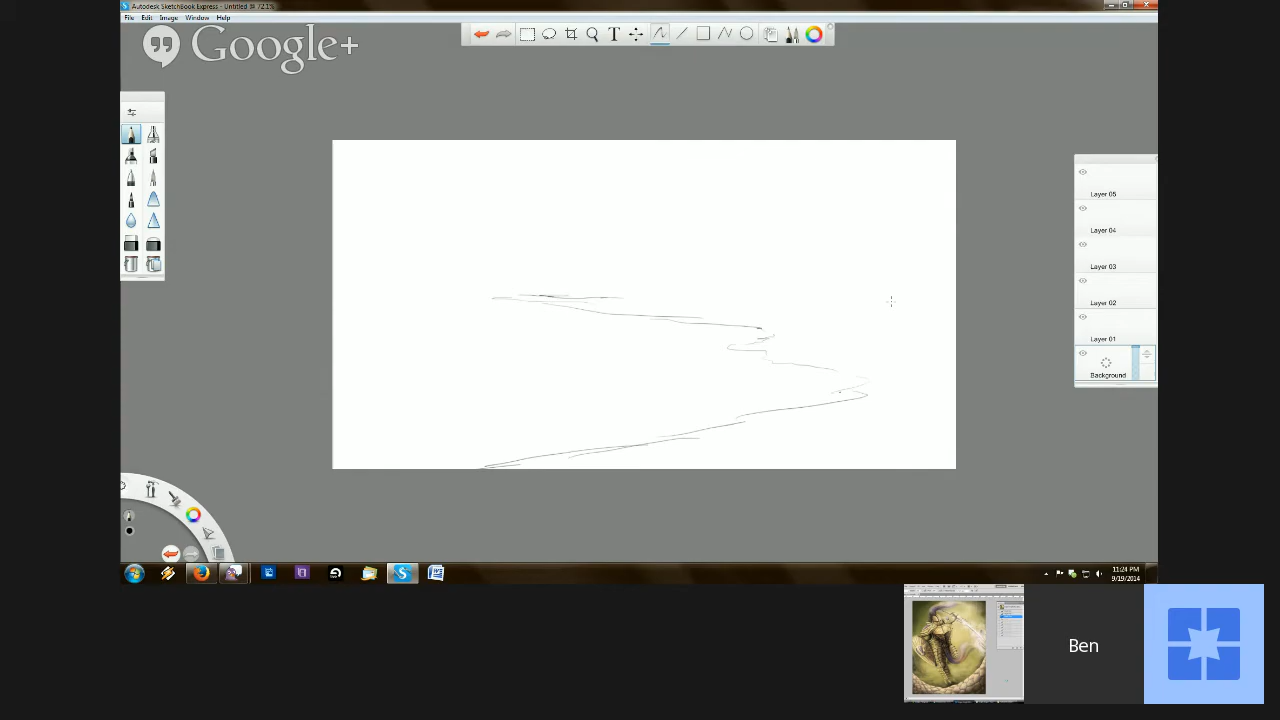 Autodesk SketchBook Express - Untitled @ 72.1%
File Edit Image Window Help
Google+
T
Layer 05
Layer 04
Layer 03
Layer 02
Layer 01
Background
11:24 PM
9/19/2014
Ben